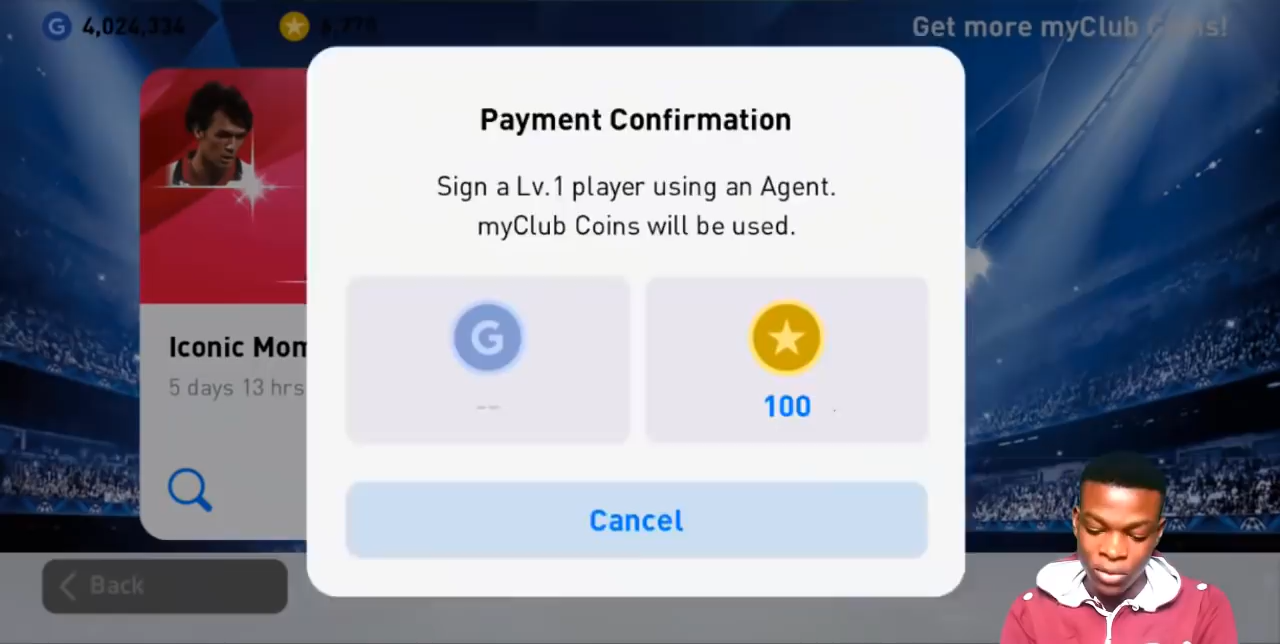 G 4,024,334
Get more myClub Coins!
Payment Confirmation
Sign a Lv.1 player using an Agent.
myClub Coins will be used.
G
--
100
Iconic Mom
5 days 13 hrs
Cancel
Back